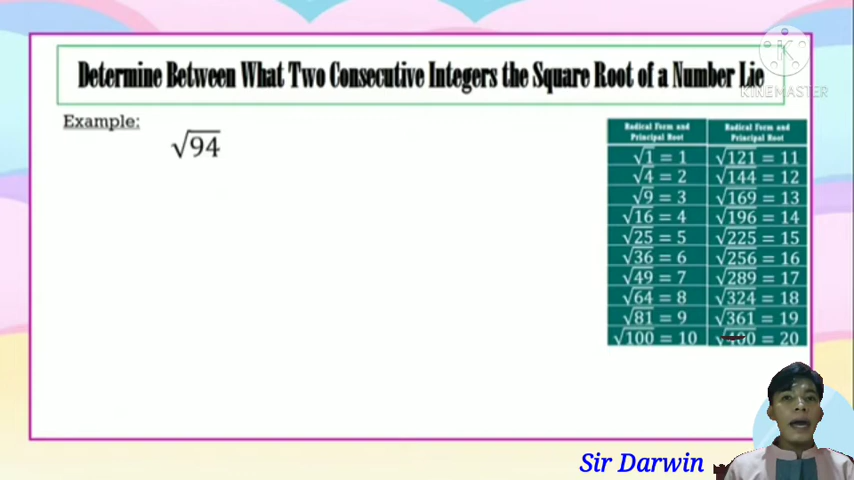 Determine Between What Two Consecutive Integers the Square Root of a Number Lie
KINEMASTER
Example:
√94
Radical Form and Principal Root
Radical Form and Principal Root
√1 = 1 √121 = 11
√4 = 2 √144 = 12
√9 = 3 √169 = 13
√16 = 4 √196 = 14
√25 = 5 √225 = 15
√36 = 6 √256 = 16
√49 = 7 √289 = 17
√64 = 8 √324 = 18
√81 = 9 √361 = 19
√100 = 10 √400 = 20
Sir Darwin